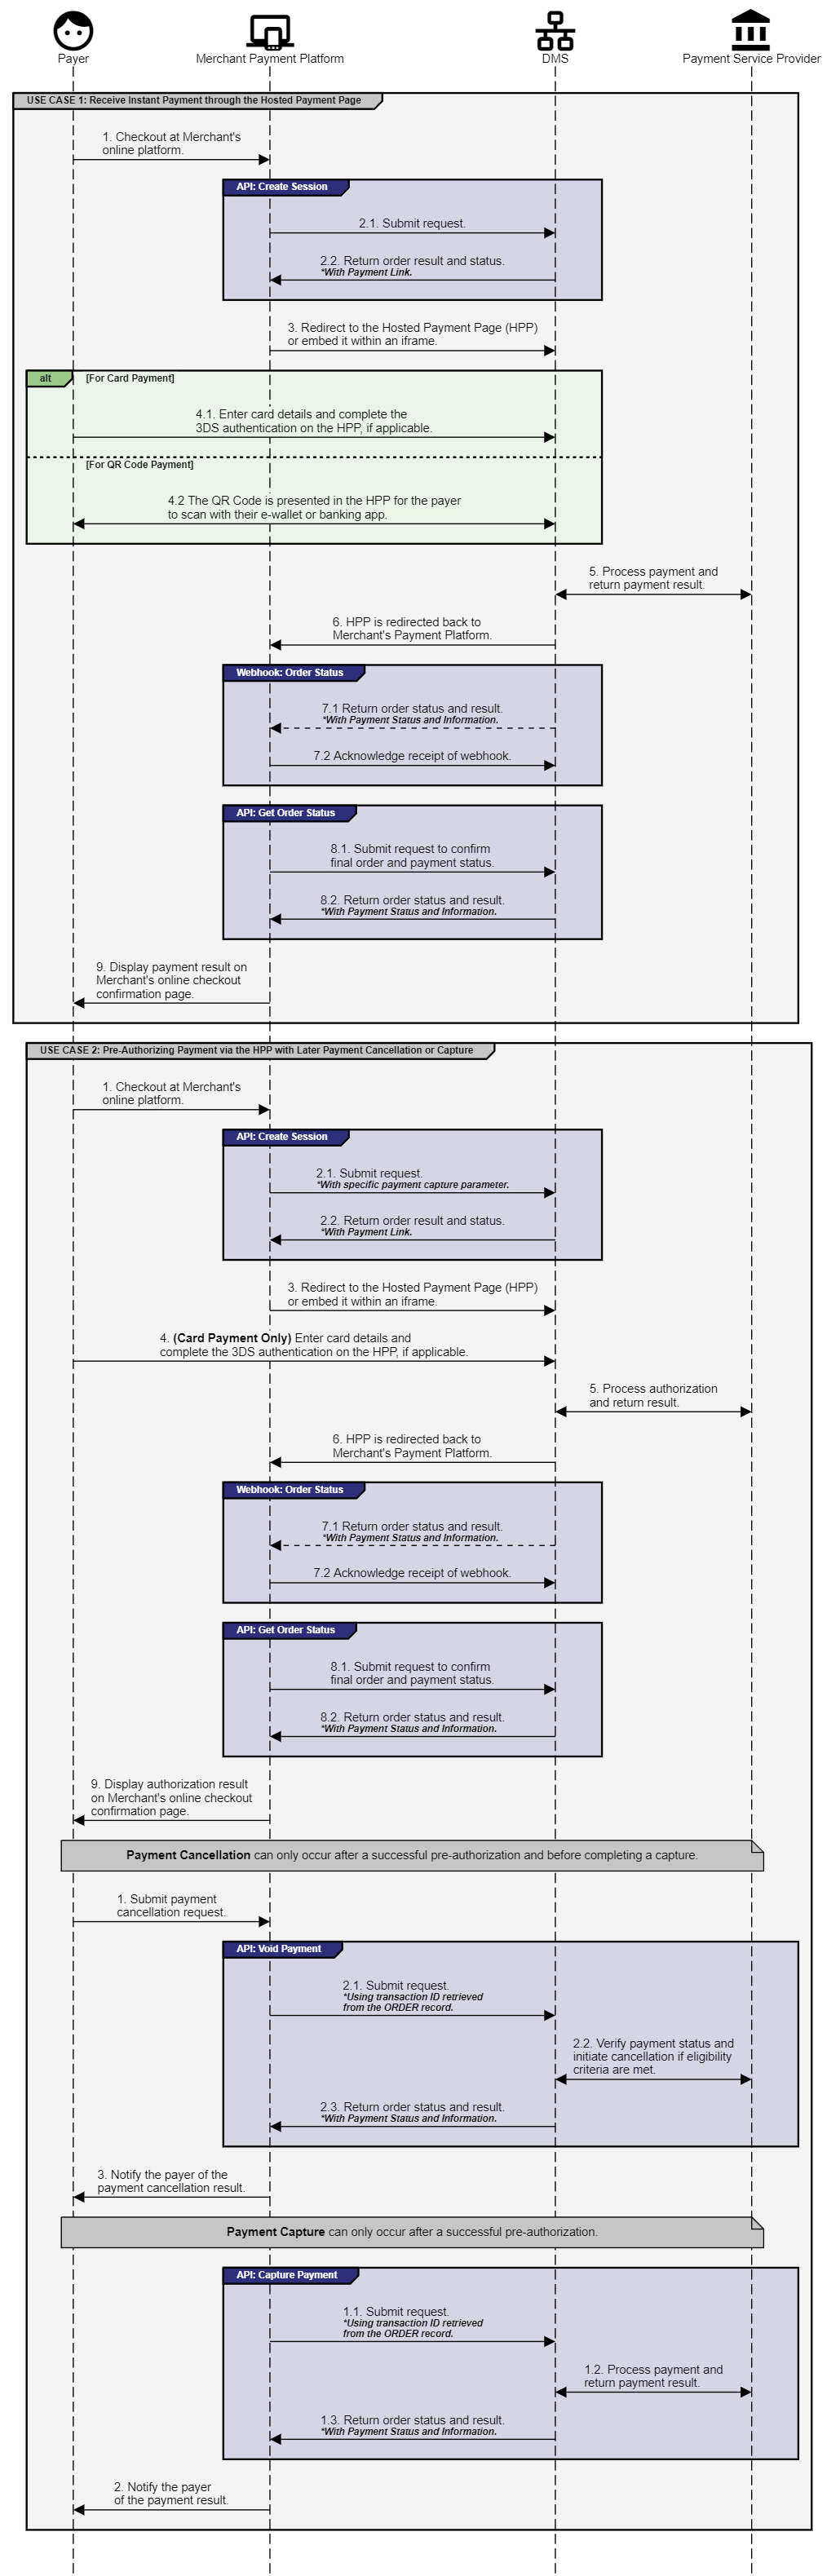 Payer
Merchant Payment Platform
DMS
Payment Service Provider
USE CASE 1: Receive Instant Payment through the Hosted Payment Page
1. Checkout at Merchant's
online platform.
API: Create Session
2.1. Submit request.
2.2. Return order result and status.
*With Payment Link.
3. Redirect to the Hosted Payment Page (HPP)
or embed it within an iframe.
alt
[For Card Payment]
4.1. Enter card details and complete the
3DS authentication on the HPP, if applicable.
[For QR Code Payment]
4.2 The QR Code is presented in the HPP for the payer
to scan with their e-wallet or banking app.
5. Process payment and
return payment result.
6. HPP is redirected back to
Merchant's Payment Platform.
Webhook: Order Status
7.1 Return order status and result.
*With Payment Status and Information.
7.2 Acknowledge receipt of webhook.
API: Get Order Status
8.1. Submit request to confirm
final order and payment status.
8.2. Return order status and result.
*With Payment Status and Information.
9. Display payment result on
Merchant's online checkout
confirmation page.
USE CASE 2: Pre-Authorizing Payment via the HPP with Later Payment Cancellation or Capture
1. Checkout at Merchant's
online platform.
API: Create Session
2.1. Submit request.
*With specific payment capture parameter.
2.2. Return order result and status.
*With Payment Link.
3. Redirect to the Hosted Payment Page (HPP)
or embed it within an iframe.
4. (Card Payment Only) Enter card details and
complete the 3DS authentication on the HPP, if applicable.
5. Process authorization
and return result.
6. HPP is redirected back to
Merchant's Payment Platform.
Webhook: Order Status
7.1 Return order status and result.
*With Payment Status and Information.
7.2 Acknowledge receipt of webhook.
API: Get Order Status
8.1. Submit request to confirm
final order and payment status.
8.2. Return order status and result.
*With Payment Status and Information.
9. Display authorization result
on Merchant's online checkout
confirmation page.
Payment Cancellation can only occur after a successful pre-authorization and before completing a capture.
1. Submit payment
cancellation request.
API: Void Payment
2.1. Submit request.
*Using transaction ID retrieved
from the ORDER record.
2.2. Verify payment status and
initiate cancellation if eligibility
criteria are met.
2.3. Return order status and result.
*With Payment Status and Information.
3. Notify the payer of the
payment cancellation result.
Payment Capture can only occur after a successful pre-authorization.
API: Capture Payment
1.1. Submit request.
*Using transaction ID retrieved
from the ORDER record.
1.2. Process payment and
return payment result.
1.3. Return order status and result.
*With Payment Status and Information.
2. Notify the payer
of the payment result.